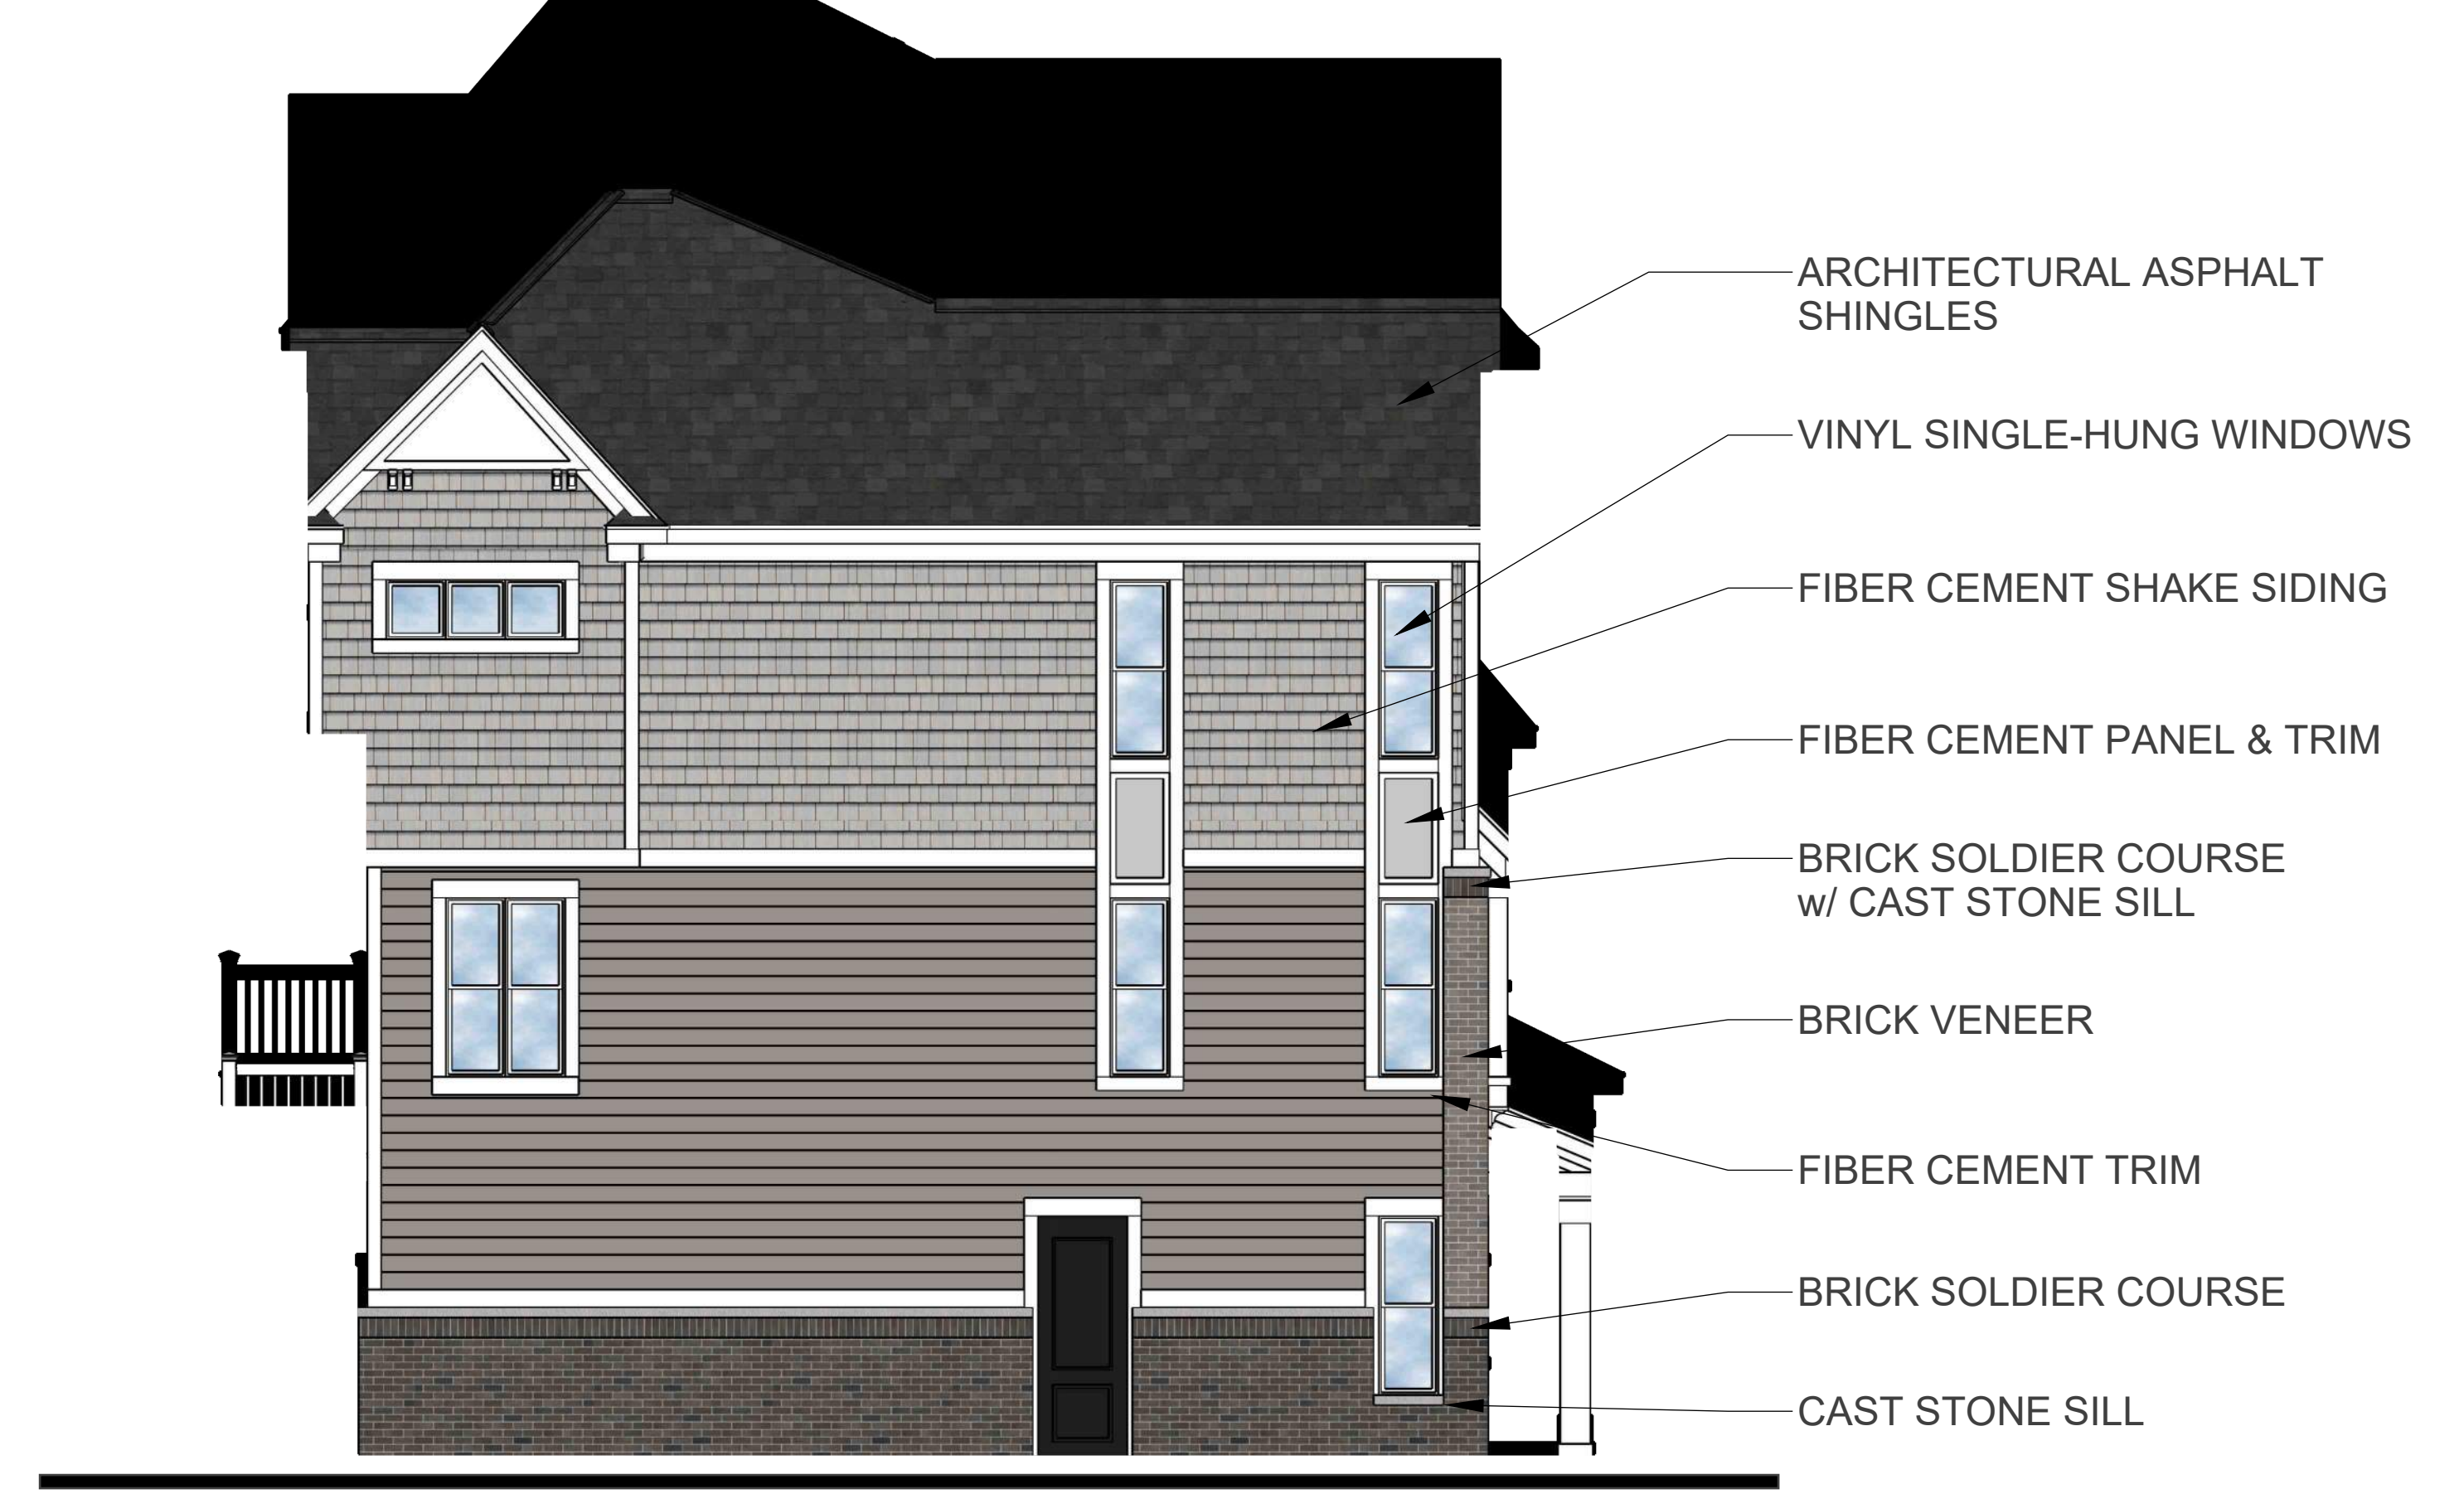 ARCHITECTURAL ASPHALT
SHINGLES
VINYL SINGLE-HUNG WINDOWS
FIBER CEMENT SHAKE SIDING
FIBER CEMENT PANEL & TRIM
BRICK SOLDIER COURSE
w/ CAST STONE SILL
BRICK VENEER
FIBER CEMENT TRIM
BRICK SOLDIER COURSE
CAST STONE SILL